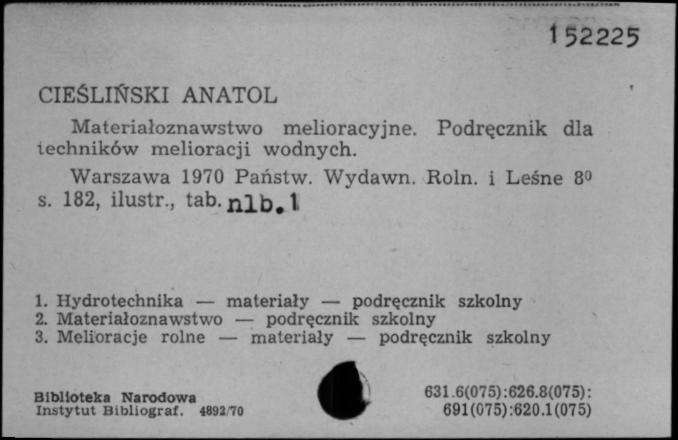 152225
CIEŚLIŃSKI ANATOL
Materiałoznawstwo melioracyjne. Podręcznik dla
techników melioracji wodnych.
Warszawa 1970 Państw. Wydawn. Roln. i Leśne 8⁰
s. 182, ilustr., tab. nlb. 1
1. Hydrotechnika — materiały — podręcznik szkolny
2. Materiałoznawstwo — podręcznik szkolny
3. Melioracje rolne — materiały — podręcznik szkolny
Biblioteka Narodowa
Instytut Bibliograf. 4892/70
631.6(075):626.8(075):
691(075):620.1(075)